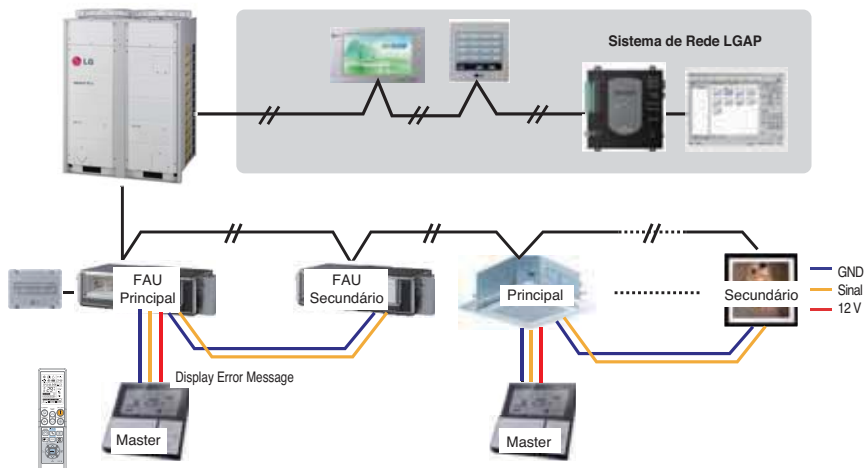 Sistema de Rede LGAP
LG
FAU
Principal
FAU
Secundário
Principal
Secundário
GND
Sinal
12 V
Display Error Message
Master
Master